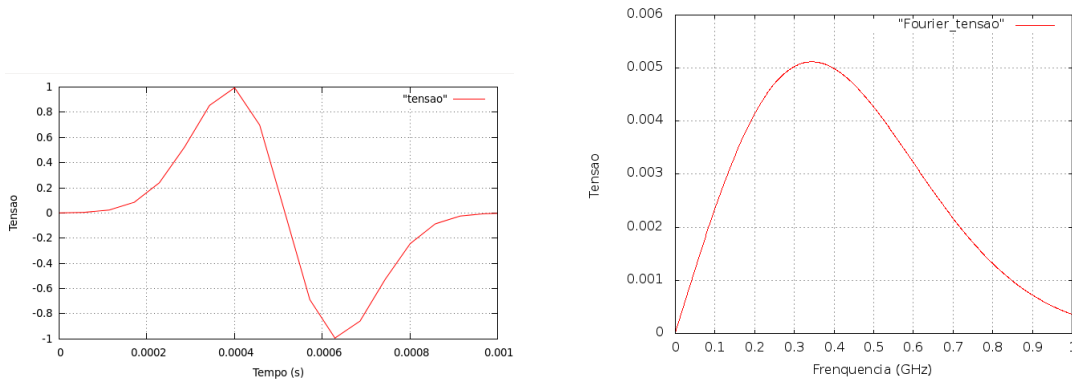 1
0.8
0.6
0.4
0.2
0
-0.2
-0.4
-0.6
-0.8
-1
Tensao
"tensao"
0 0.0002 0.0004 0.0006 0.0008 0.001
Tempo (s)
0.006
0.005
0.004
0.003
0.002
0.001
0
Tensao
"Fourier_tensao"
0 0.1 0.2 0.3 0.4 0.5 0.6 0.7 0.8 0.9 1
Frenquencia (GHz)